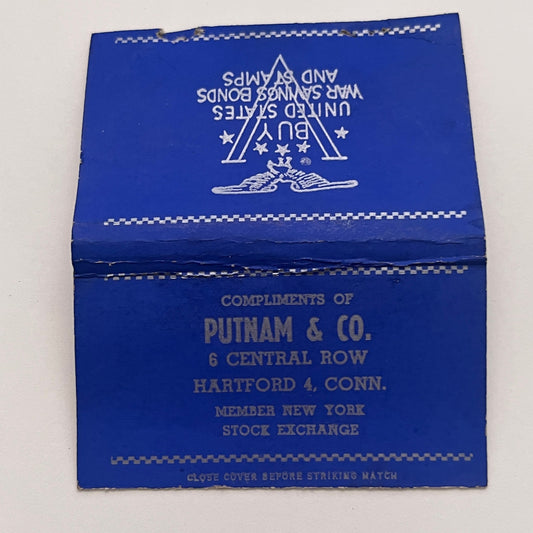 BUY
UNITED STATES
WAR SAVINGS BONDS
AND STAMPS
COMPLIMENTS OF
PUTNAM & CO.
6 CENTRAL ROW
HARTFORD 4, CONN.
MEMBER NEW YORK
STOCK EXCHANGE
CLOSE COVER BEFORE STRIKING MATCH